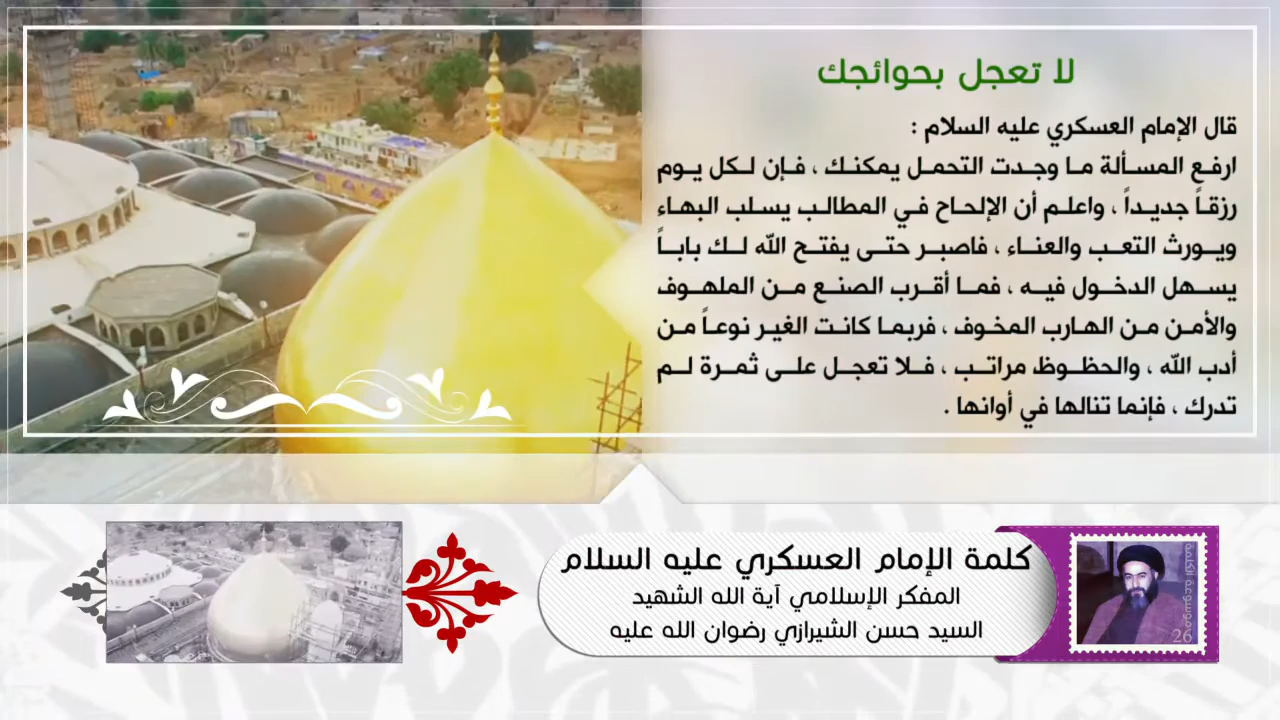 لا تعجل بحوائجك
قال الإمام العسكري عليه السلام :
ارفع المسألة ما وجدت التحمل يمكنك ، فإن لكل يوم
رزقاً جديداً ، واعلم أن الإلحاح في المطالب يسلب البهاء
ويورث التعب والعناء ، فاصبر حتى يفتح الله لك باباً
يسهل الدخول فيه ، فما أقرب الصنع من الملهوف
والأمن من الهارب المخوف ، فربما كانت الغير نوعاً من
أدب الله ، والحظوظ مراتب ، فلا تعجل على ثمرة لم
تدرك ، فإنما تنالها في أوانها .
كلمة الإمام العسكري عليه السلام
المفكر الإسلامي آية الله الشهيد
السيد حسن الشيرازي رضوان الله عليه
موسوعة الكلمة
26